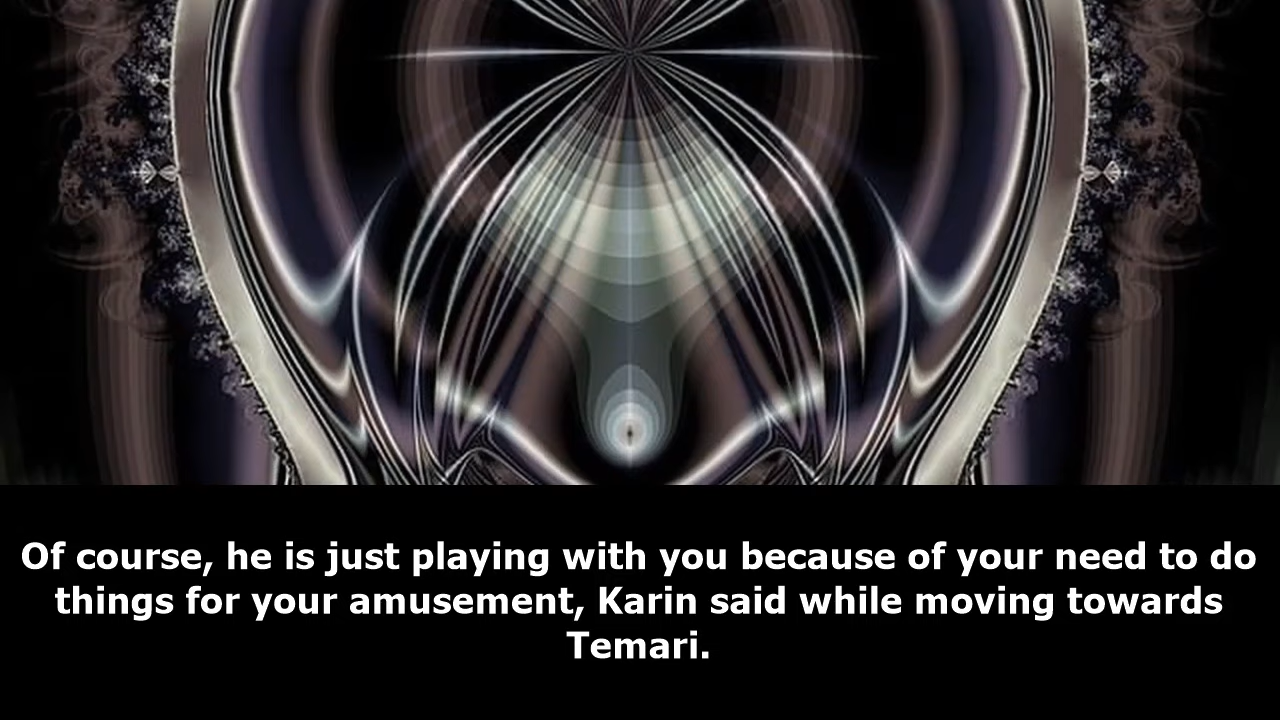 Of course, he is just playing with you because of your need to do
things for your amusement, Karin said while moving towards
Temari.